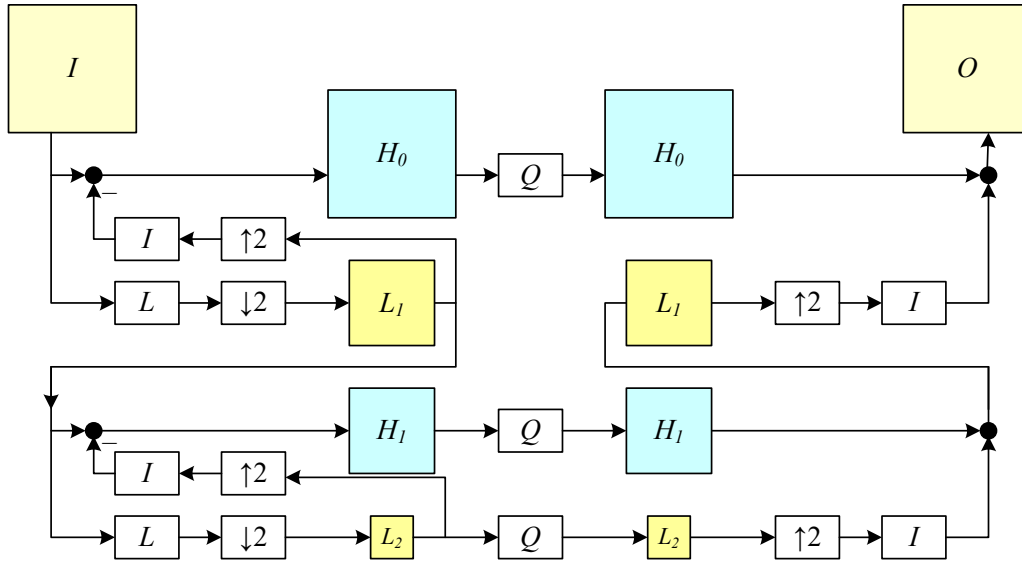 I
O
H₀
Q
H₀
–
I
↑2
L
↓2
L₁
L₁
↑2
I
H₁
Q
H₁
–
I
↑2
L
↓2
L₂
Q
L₂
↑2
I